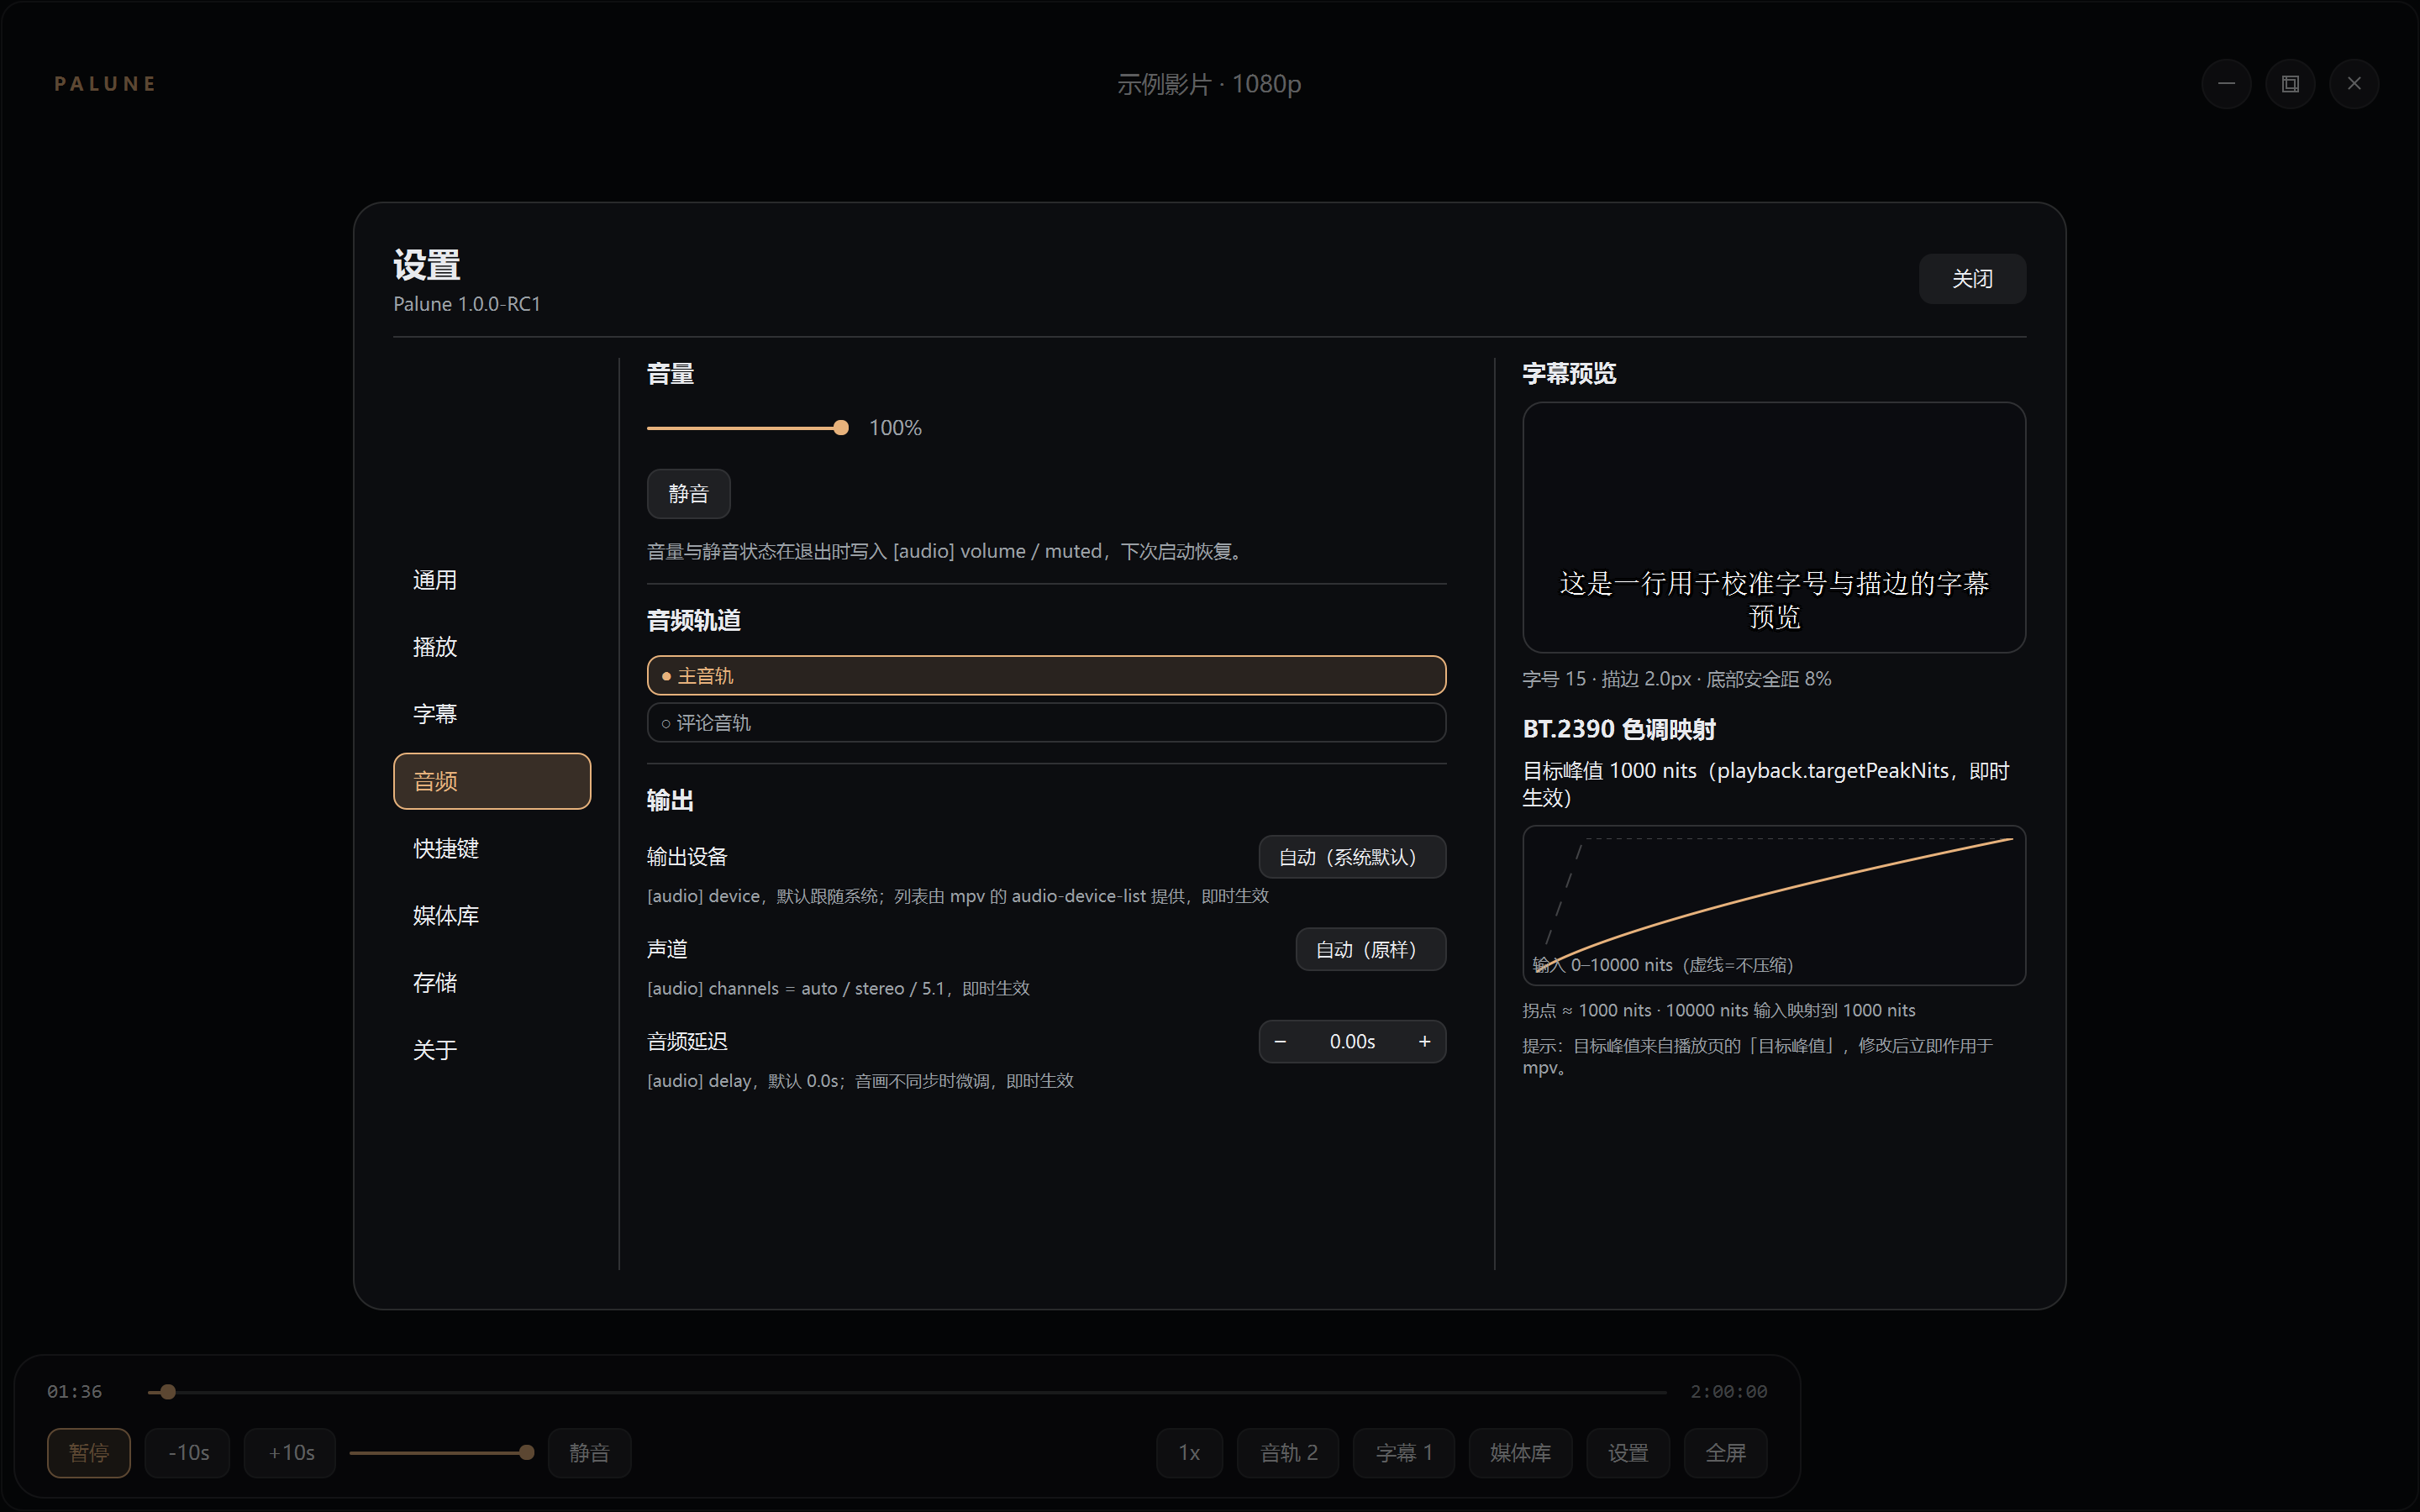 PALUNE
示例影片 · 1080p
设置
Palune 1.0.0-RC1
关闭
通用
播放
字幕
音频
快捷键
媒体库
存储
关于
音量
100%
静音
音量与静音状态在退出时写入 [audio] volume / muted，下次启动恢复。
音频轨道
● 主音轨
○ 评论音轨
输出
输出设备
自动（系统默认）
[audio] device，默认跟随系统；列表由 mpv 的 audio-device-list 提供，即时生效
声道
自动（原样）
[audio] channels = auto / stereo / 5.1，即时生效
音频延迟
− 0.00s +
[audio] delay，默认 0.0s；音画不同步时微调，即时生效
字幕预览
这是一行用于校准字号与描边的字幕
预览
字号 15 · 描边 2.0px · 底部安全距 8%
BT.2390 色调映射
目标峰值 1000 nits（playback.targetPeakNits，即时
生效）
输入 0–10000 nits（虚线=不压缩）
拐点 ≈ 1000 nits · 10000 nits 输入映射到 1000 nits
提示：目标峰值来自播放页的「目标峰值」，修改后立即作用于
mpv。
01:36
2:00:00
暂停
-10s
+10s
静音
1x
音轨 2
字幕 1
媒体库
设置
全屏